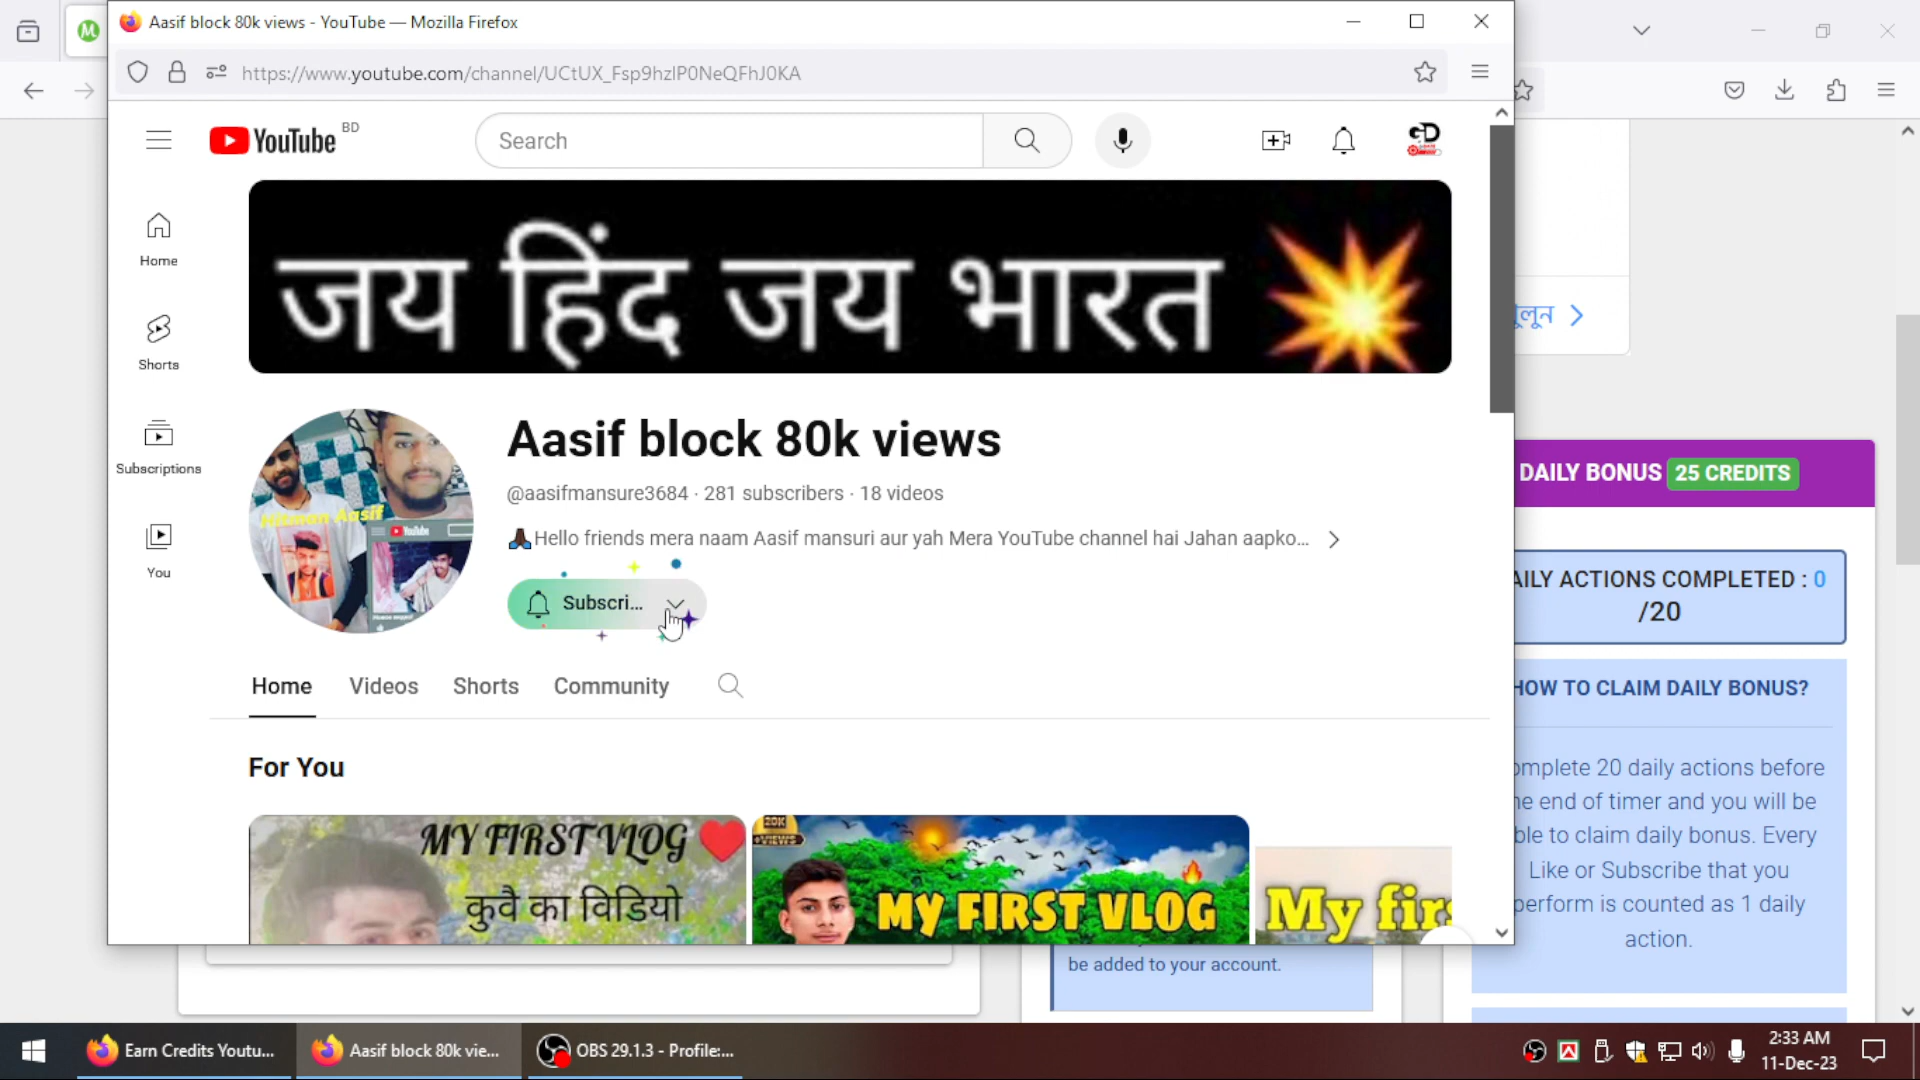 Aasif block 80k views - YouTube — Mozilla Firefox
https://www.youtube.com/channel/UCtUX_Fsp9hzlP0NeQFhJ0KA
YouTube BD
Search
Home
Shorts
Subscriptions
You
जय हिंद जय भारत
Aasif block 80k views
@aasifmansure3684 · 281 subscribers · 18 videos
Hello friends mera naam Aasif mansuri aur yah Mera YouTube channel hai Jahan aapko...
Subscri...
Home Videos Shorts Community
For You
MY FIRST VLOG
कुवै का विडियो
20K
MY FIRST VLOG
My firs
Hitman Aasif
YouTube
DAILY BONUS 25 CREDITS
AILY ACTIONS COMPLETED : 0
/20
HOW TO CLAIM DAILY BONUS?
omplete 20 daily actions before
he end of timer and you will be
ble to claim daily bonus. Every
Like or Subscribe that you
perform is counted as 1 daily
action.
be added to your account.
Earn Credits Youtu...
Aasif block 80k vie...
OBS 29.1.3 - Profile:...
2:33 AM
11-Dec-23